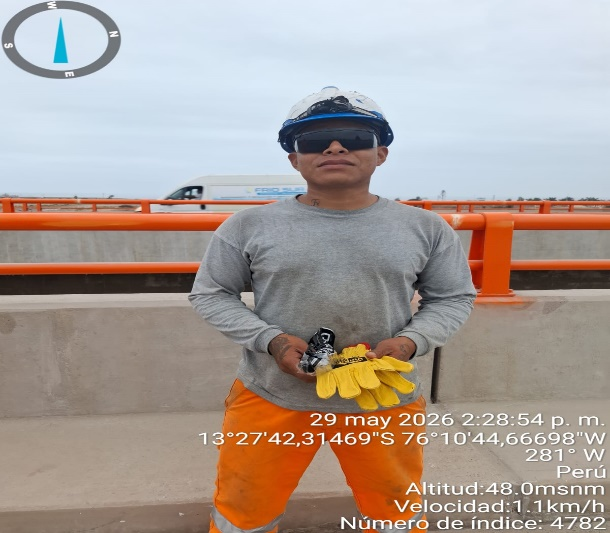 W
N
S
E
29 may 2026 2:28:54 p. m.
13°27'42,31469"S 76°10'44,66698"W
281° W
Perú
Altitud:48.0msnm
Velocidad:1.1km/h
Número de índice: 4782